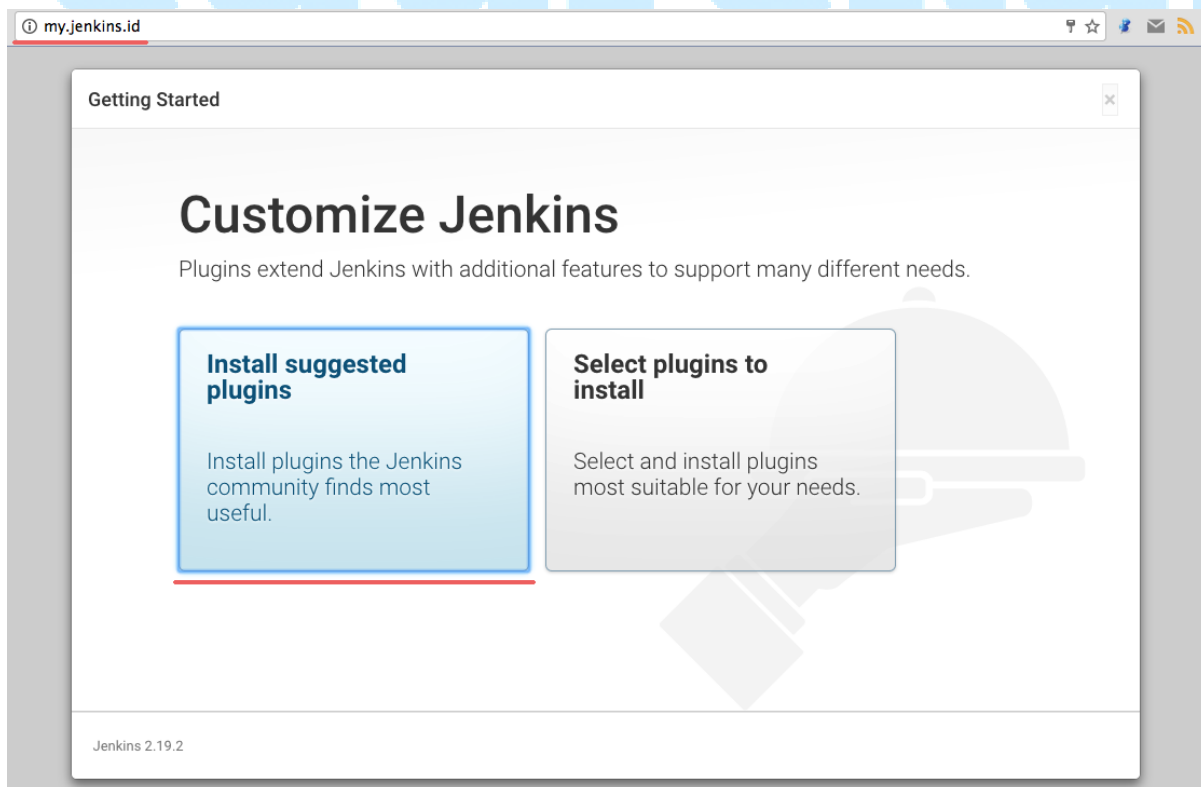 my.jenkins.id
Getting Started
×
Customize Jenkins
Plugins extend Jenkins with additional features to support many different needs.
Install suggested
plugins
Install plugins the Jenkins
community finds most
useful.
Select plugins to
install
Select and install plugins
most suitable for your needs.
Jenkins 2.19.2